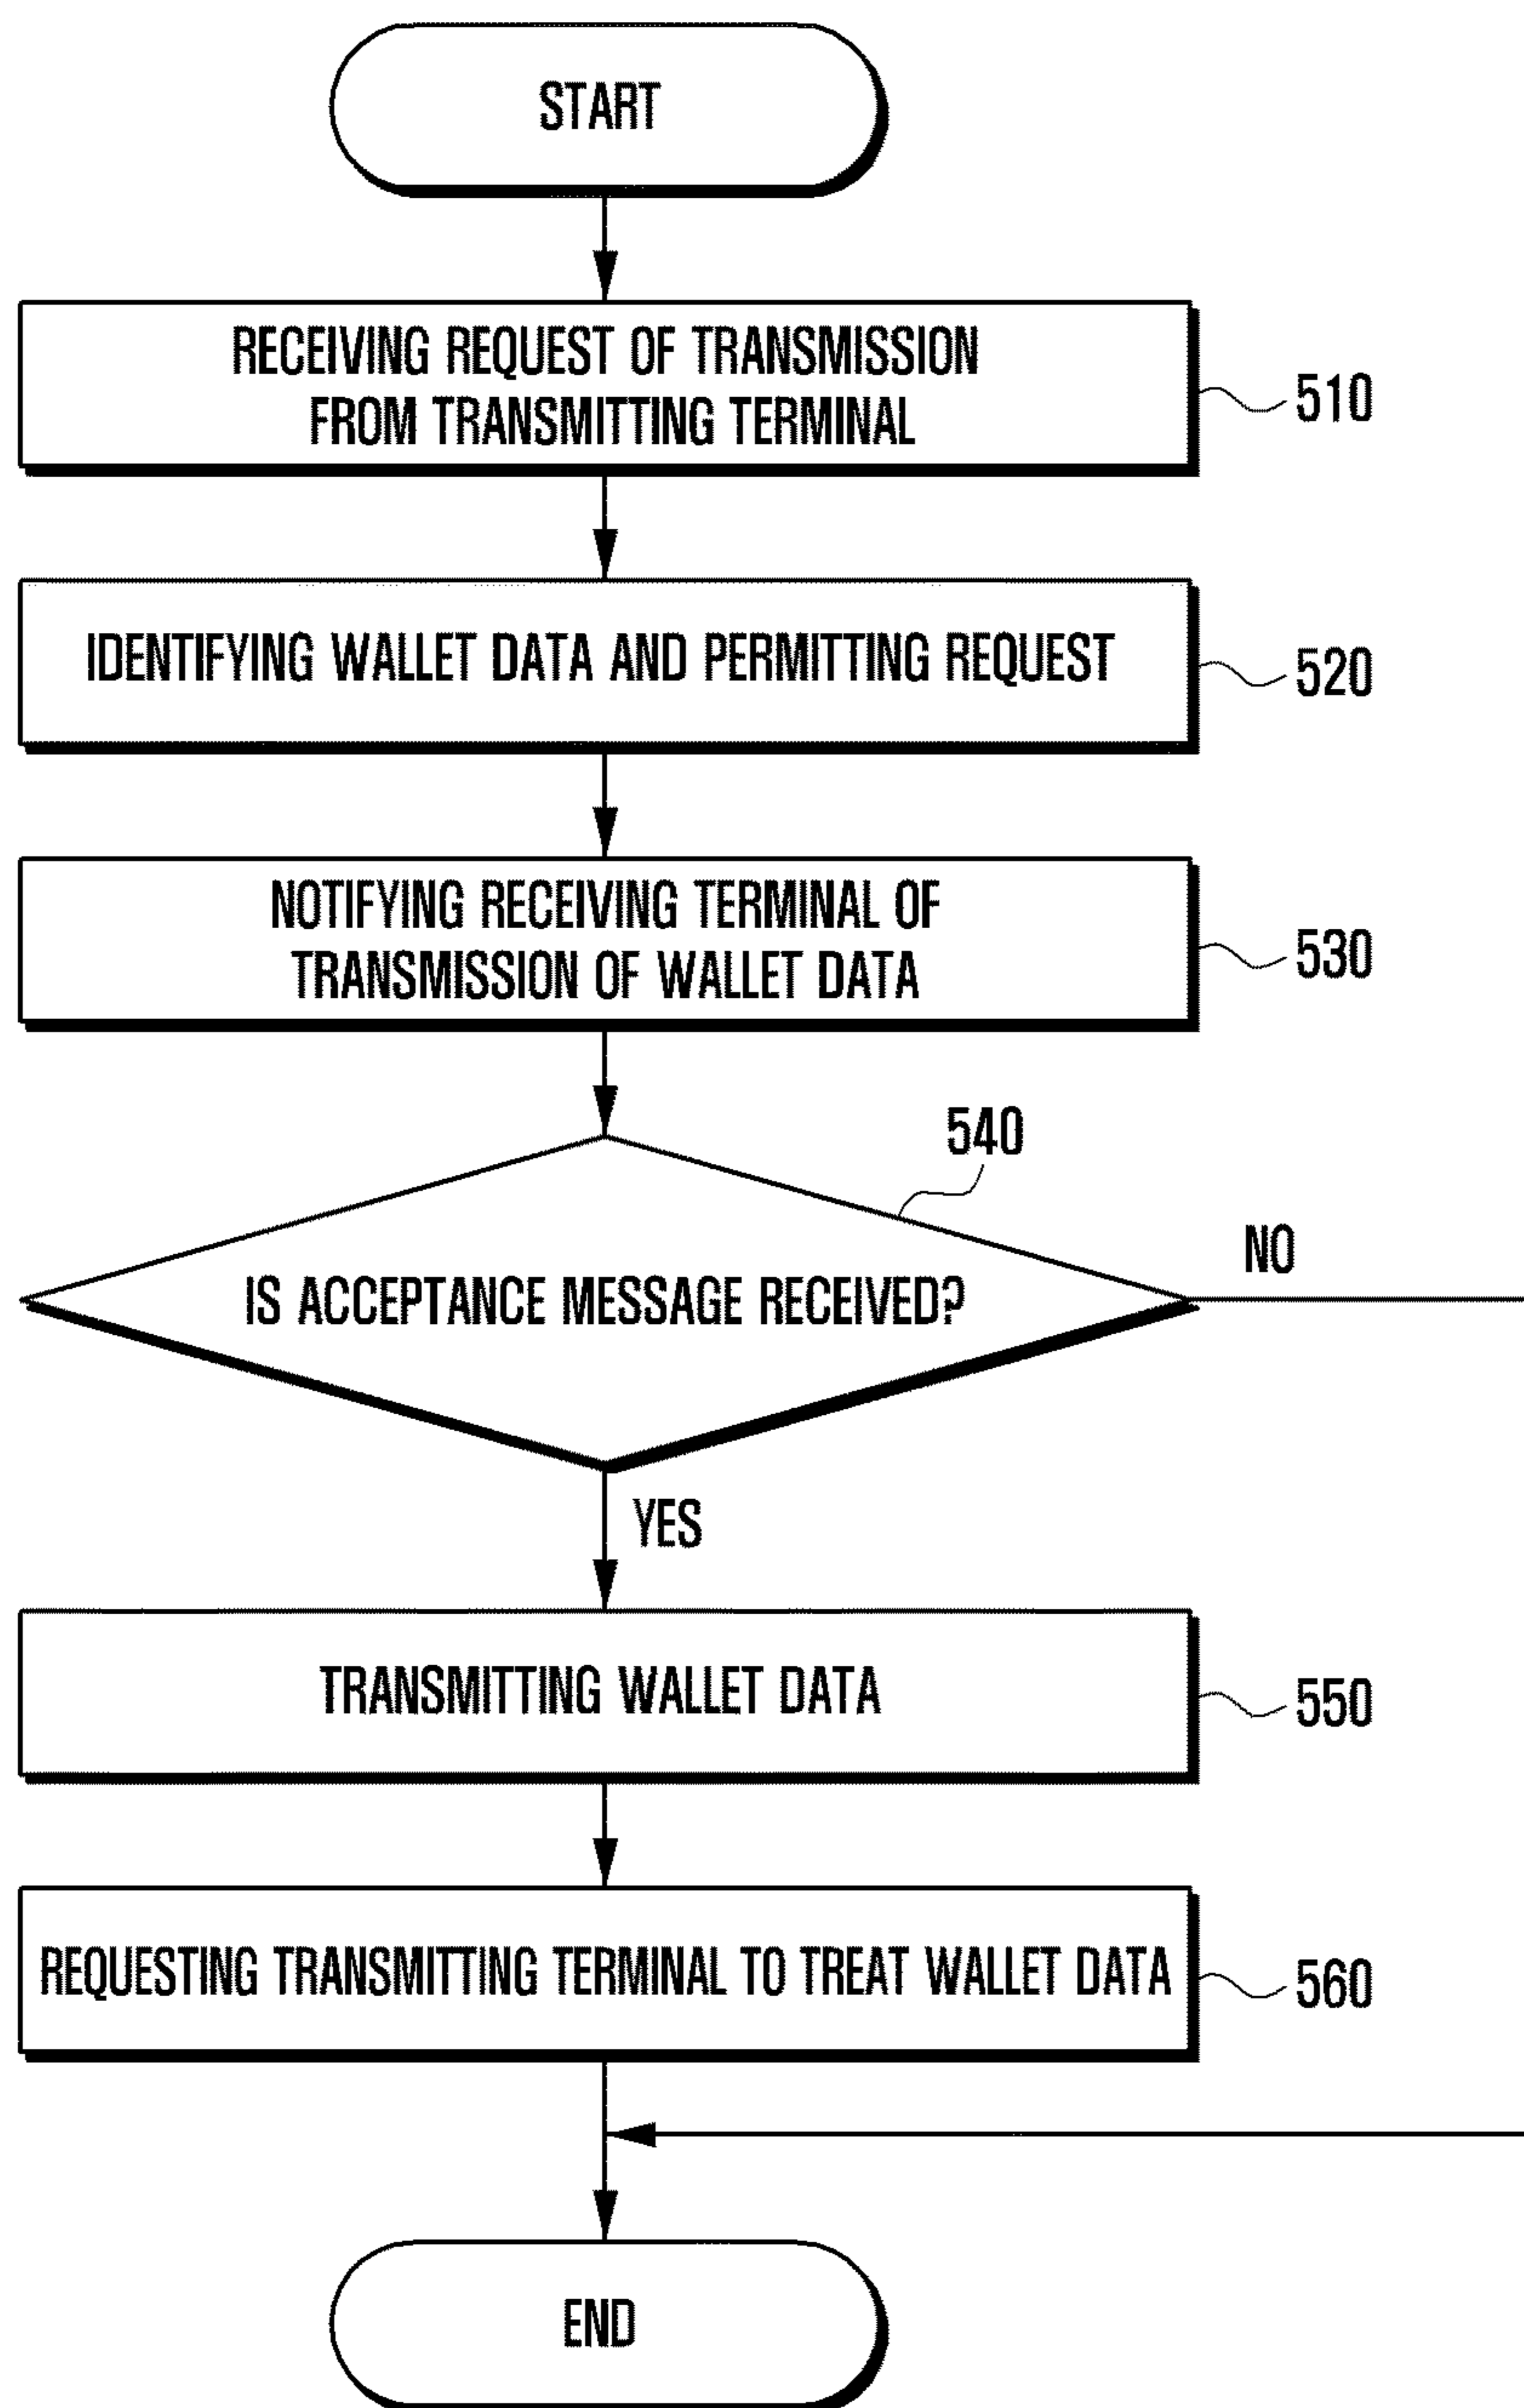 START
RECEIVING REQUEST OF TRANSMISSION
FROM TRANSMITTING TERMINAL
510
IDENTIFYING WALLET DATA AND PERMITTING REQUEST
520
NOTIFYING RECEIVING TERMINAL OF
TRANSMISSION OF WALLET DATA
530
540
IS ACCEPTANCE MESSAGE RECEIVED?
NO
YES
TRANSMITTING WALLET DATA
550
REQUESTING TRANSMITTING TERMINAL TO TREAT WALLET DATA
560
END